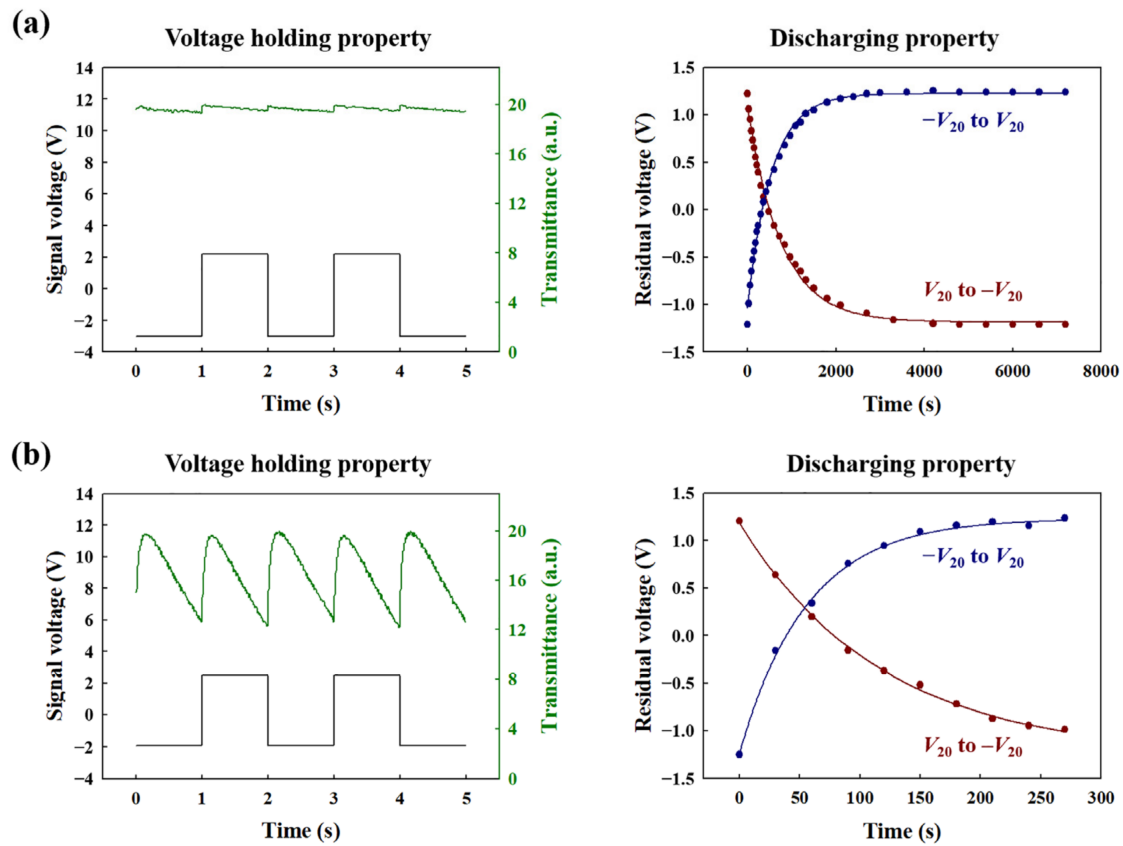 (a)
Voltage holding property
14
12
10
8
6
4
2
0
−2
−4
Signal voltage (V)
20
16
12
8
4
0
Transmittance (a.u.)
0 1 2 3 4 5
Time (s)
Discharging property
1.5
1.0
0.5
0.0
−0.5
−1.0
−1.5
Residual voltage (V)
−V20 to V20
V20 to −V20
0 2000 4000 6000 8000
Time (s)
(b)
Voltage holding property
14
12
10
8
6
4
2
0
−2
−4
Signal voltage (V)
20
16
12
8
4
0
Transmittance (a.u.)
0 1 2 3 4 5
Time (s)
Discharging property
1.5
1.0
0.5
0.0
−0.5
−1.0
−1.5
Residual voltage (V)
−V20 to V20
V20 to −V20
0 50 100 150 200 250 300
Time (s)